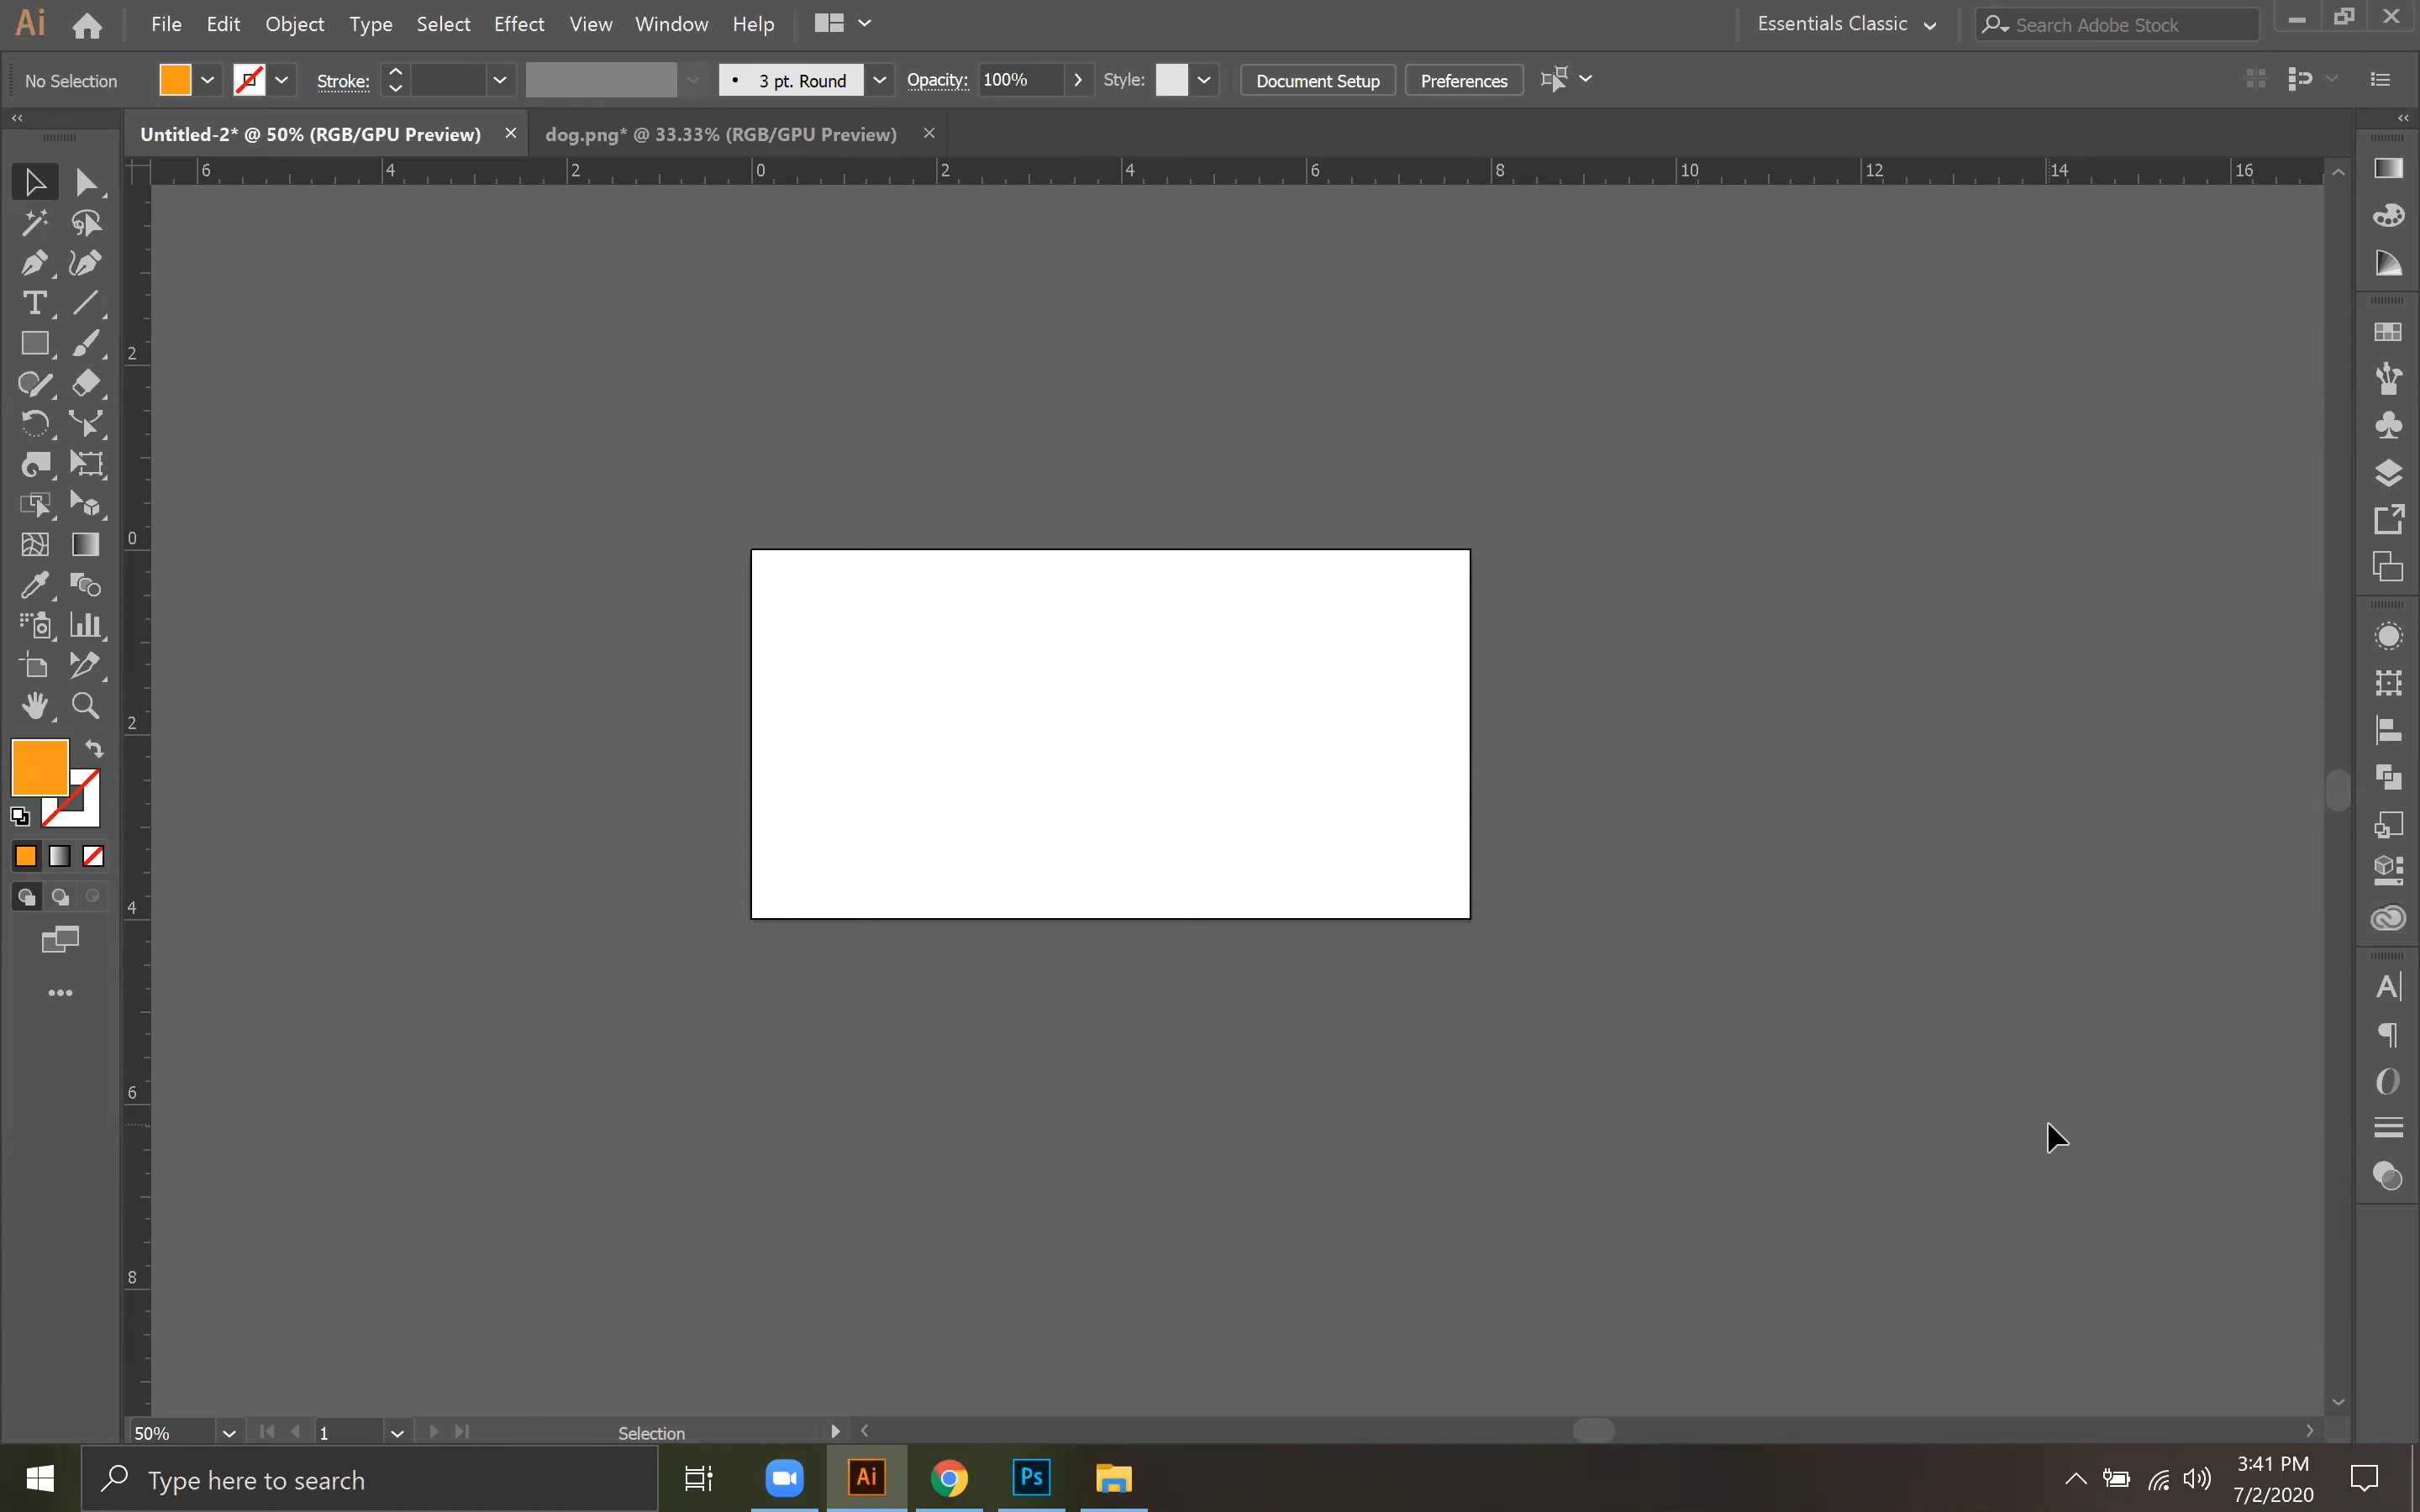 Ai File Edit Object Type Select Effect View Window Help Essentials Classic Search Adobe Stock
No Selection Stroke: 3 pt. Round Opacity: 100% Style: Document Setup Preferences
Untitled-2* @ 50% (RGB/GPU Preview) dog.png* @ 33.33% (RGB/GPU Preview)
6 4 2 0 2 4 6 8 10 12 14 16
2
0
2
4
6
8
50% 1 Selection
Type here to search Ai Ps 3:41 PM
7/2/2020